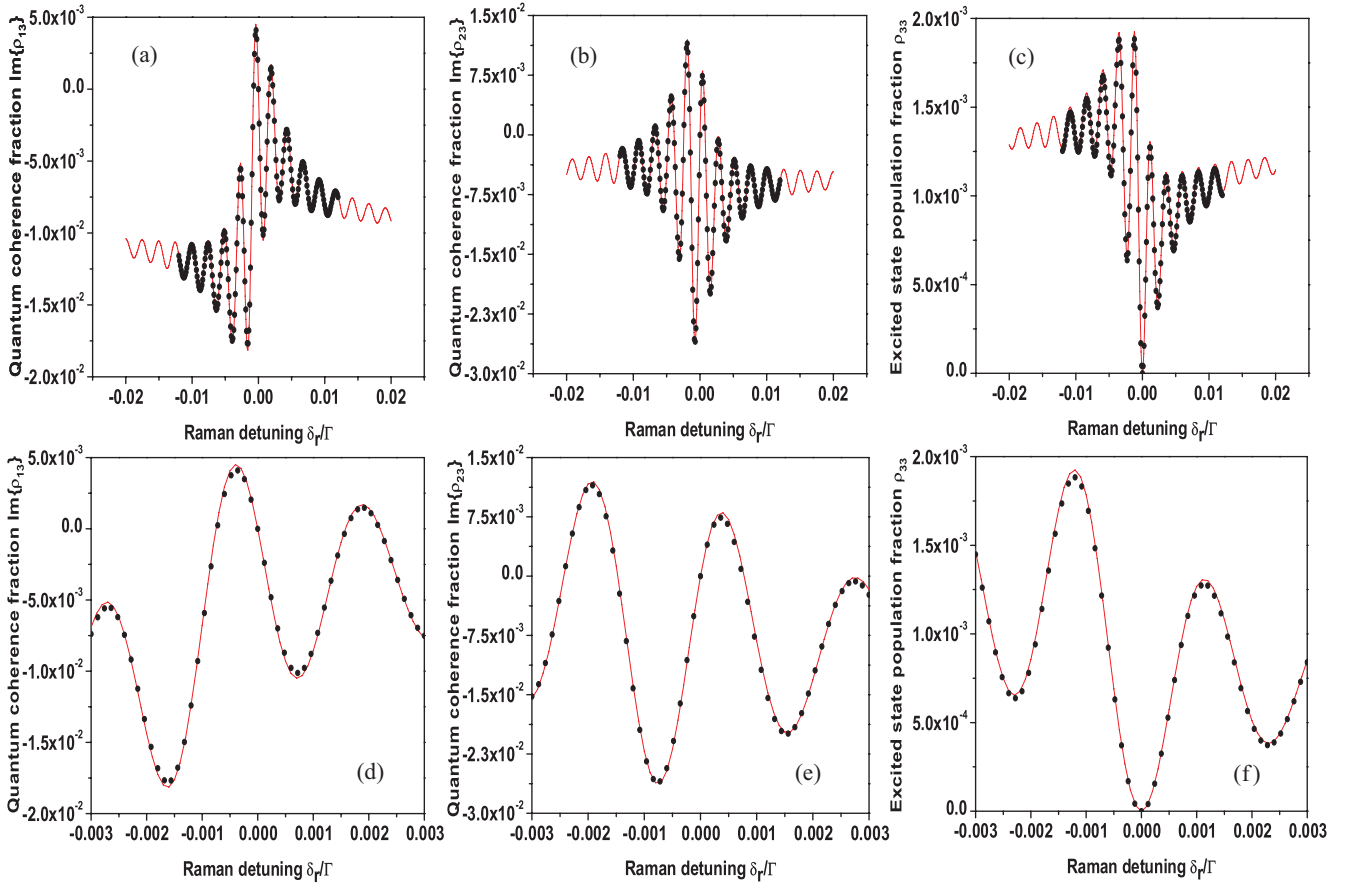 Quantum coherence fraction Im{ρ13}
5.0x10-3
0.0
-5.0x10-3
-1.0x10-2
-1.5x10-2
-2.0x10-2
(a)
-0.02 -0.01 0.00 0.01 0.02
Raman detuning δr/Γ
Quantum coherence fraction Im{ρ23}
1.5x10-2
7.5x10-3
0.0
-7.5x10-3
-1.5x10-2
-2.3x10-2
-3.0x10-2
(b)
-0.02 -0.01 0.00 0.01 0.02
Raman detuning δr/Γ
Excited state population fraction ρ33
2.0x10-3
1.5x10-3
1.0x10-3
5.0x10-4
0.0
(c)
-0.02 -0.01 0.00 0.01 0.02
Raman detuning δr/Γ
Quantum coherence fraction Im{ρ13}
5.0x10-3
0.0
-5.0x10-3
-1.0x10-2
-1.5x10-2
-2.0x10-2
(d)
-0.003 -0.002 -0.001 0.000 0.001 0.002 0.003
Raman detuning δr/Γ
Quantum coherence fraction Im{ρ23}
1.5x10-2
7.5x10-3
0.0
-7.5x10-3
-1.5x10-2
-2.3x10-2
-3.0x10-2
(e)
-0.003 -0.002 -0.001 0.000 0.001 0.002 0.003
Raman detuning δr/Γ
Excited state population fraction ρ33
2.0x10-3
1.5x10-3
1.0x10-3
5.0x10-4
0.0
(f)
-0.003 -0.002 -0.001 0.000 0.001 0.002 0.003
Raman detuning δr/Γ